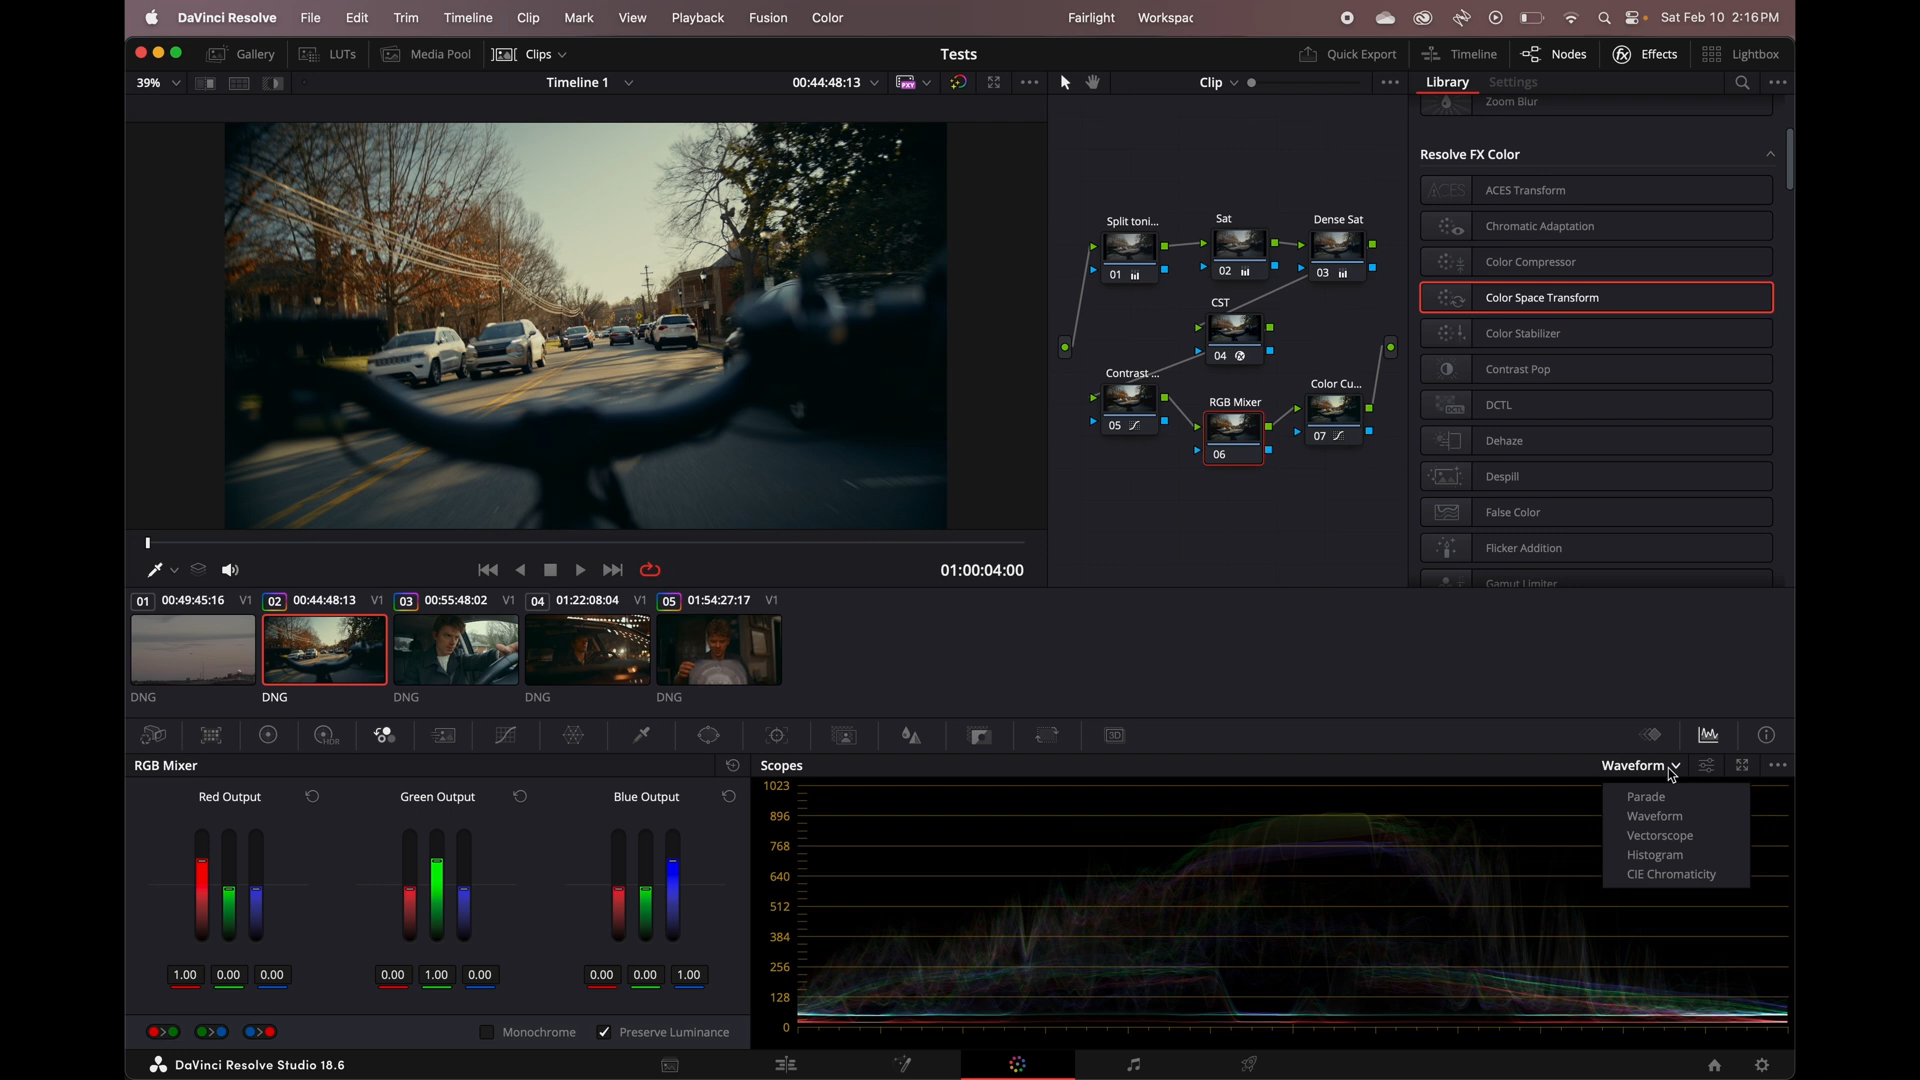 DaVinci Resolve File Edit Trim Timeline Clip Mark View Playback Fusion Color Fairlight Workspac Sat Feb 10 2:16 PM
Gallery LUTs Media Pool Clips Tests Quick Export Timeline Nodes Effects Lightbox
39% Timeline 1 00:44:48:13 PXY Clip Library Settings
Zoom Blur
Resolve FX Color
ACES ACES Transform
Chromatic Adaptation
Color Compressor
Color Space Transform
Color Stabilizer
Contrast Pop
DCTL DCTL
Dehaze
Despill
False Color
Flicker Addition
Gamut Limiter
Split toni... Sat Dense Sat
01 02 03
CST
04
Contrast ... RGB Mixer Color Cu...
05 06 07
01:00:04:00
01 00:49:45:16 V1 02 00:44:48:13 V1 03 00:55:48:02 V1 04 01:22:08:04 V1 05 01:54:27:17 V1
DNG DNG DNG DNG DNG
HDR 3D
RGB Mixer Scopes Waveform
Red Output Green Output Blue Output
1.00 0.00 0.00 0.00 1.00 0.00 0.00 0.00 1.00
Monochrome Preserve Luminance
1023
896
768
640
512
384
256
128
0
Parade
Waveform
Vectorscope
Histogram
CIE Chromaticity
DaVinci Resolve Studio 18.6